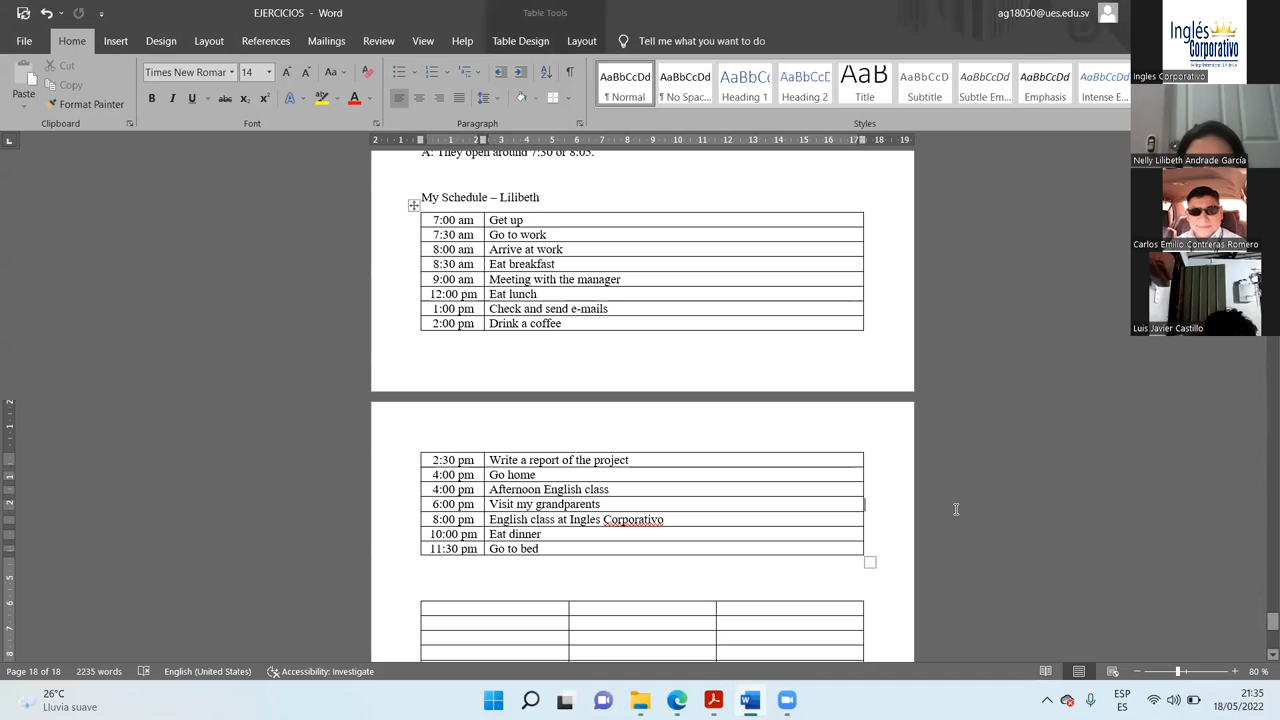 EJERCICIOS - Word
Table Tools
ag18050@ues.edu.sv
File Home Insert Design Layout References Mailings Review View Help Table Design Layout Tell me what you want to do
Cut
Copy
Format Painter
Paste
Clipboard
Times New Roman 14
Font
Paragraph
AaBbCcDd AaBbCcDd AaBbCc AaBbCcD AaB AaBbCcD AaBbCcDd AaBbCcDd AaBbCcDd
¶ Normal ¶ No Spac... Heading 1 Heading 2 Title Subtitle Subtle Em... Emphasis Intense E...
Styles
A: They open around 7:30 or 8:05.
My Schedule – Lilibeth
7:00 am Get up
7:30 am Go to work
8:00 am Arrive at work
8:30 am Eat breakfast
9:00 am Meeting with the manager
12:00 pm Eat lunch
1:00 pm Check and send e-mails
2:00 pm Drink a coffee
2:30 pm Write a report of the project
4:00 pm Go home
4:00 pm Afternoon English class
6:00 pm Visit my grandparents
8:00 pm English class at Ingles Corporativo
10:00 pm Eat dinner
11:30 pm Go to bed
Inglés
Corporativo
Ingles Corporativo
Nelly Lilibeth Andrade García
Carlos Emilio Contreras Romero
Luis Javier Castillo
Page 18 of 18 2235 words English (United States) Accessibility: Investigate 80 %
26°C
Lluvia suave
ESP
ES
21:35
18/05/2022